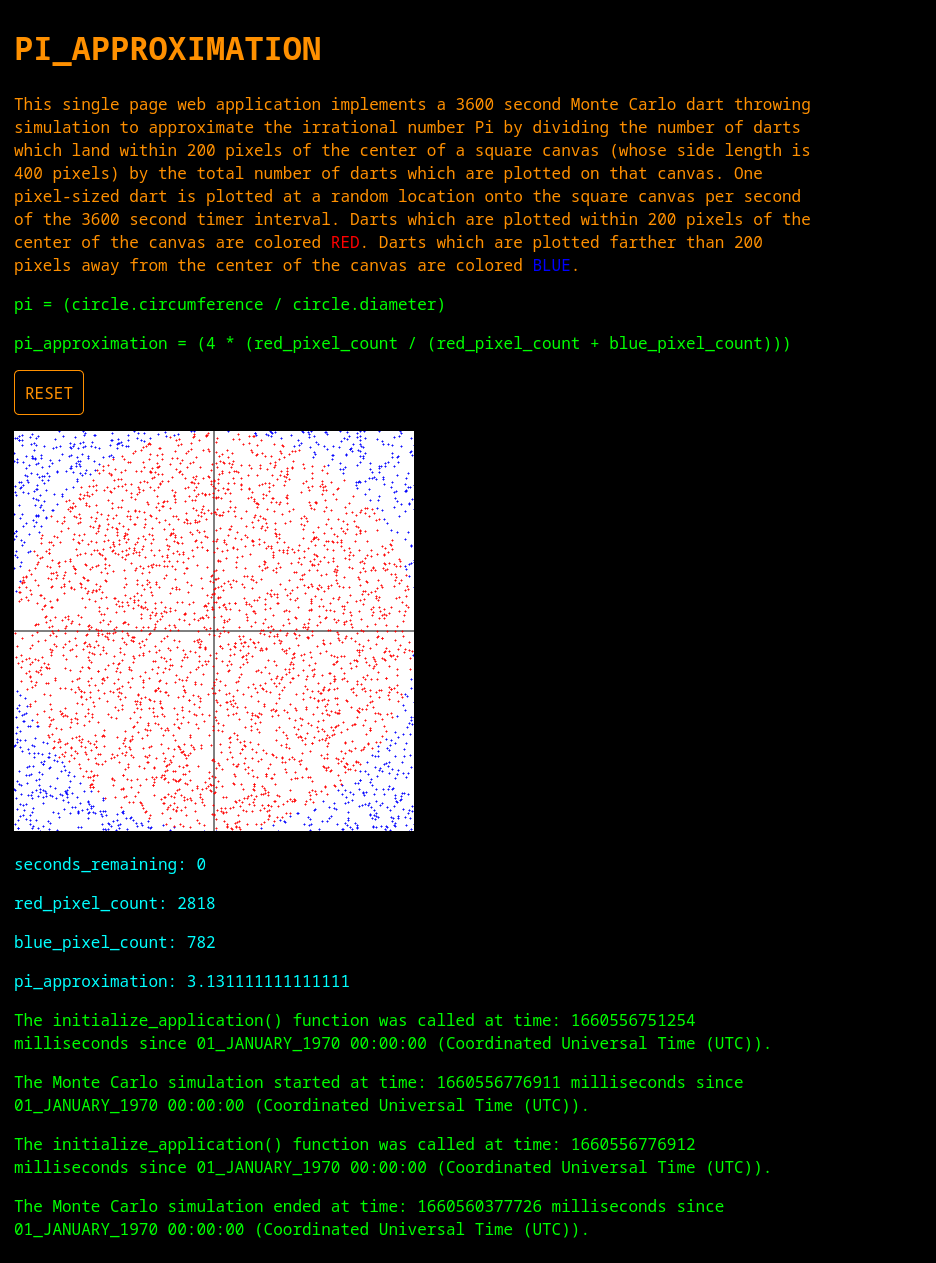 PI_APPROXIMATION
This single page web application implements a 3600 second Monte Carlo dart throwing
simulation to approximate the irrational number Pi by dividing the number of darts
which land within 200 pixels of the center of a square canvas (whose side length is
400 pixels) by the total number of darts which are plotted on that canvas. One
pixel-sized dart is plotted at a random location onto the square canvas per second
of the 3600 second timer interval. Darts which are plotted within 200 pixels of the
center of the canvas are colored RED. Darts which are plotted farther than 200
pixels away from the center of the canvas are colored BLUE.
pi = (circle.circumference / circle.diameter)
pi_approximation = (4 * (red_pixel_count / (red_pixel_count + blue_pixel_count)))
RESET
seconds_remaining: 0
red_pixel_count: 2818
blue_pixel_count: 782
pi_approximation: 3.131111111111111
The initialize_application() function was called at time: 1660556751254
milliseconds since 01_JANUARY_1970 00:00:00 (Coordinated Universal Time (UTC)).
The Monte Carlo simulation started at time: 1660556776911 milliseconds since
01_JANUARY_1970 00:00:00 (Coordinated Universal Time (UTC)).
The initialize_application() function was called at time: 1660556776912
milliseconds since 01_JANUARY_1970 00:00:00 (Coordinated Universal Time (UTC)).
The Monte Carlo simulation ended at time: 1660560377726 milliseconds since
01_JANUARY_1970 00:00:00 (Coordinated Universal Time (UTC)).